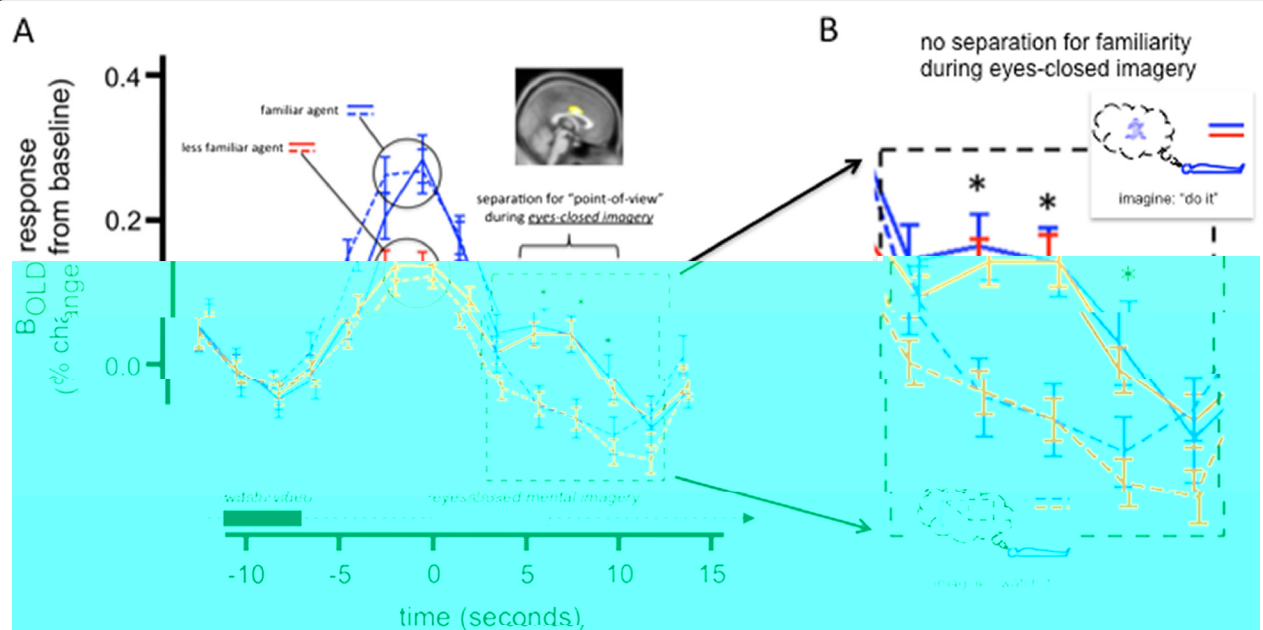 A
response
from baseline)
BOLD
(% change
0.4
0.2
0.0
familiar agent
less familiar agent
separation for "point-of-view"
during eyes-closed imagery
*
watch video
eyes-closed mental imagery
-10
-5
0
5
10
15
time (seconds)
B
no separation for familiarity
during eyes-closed imagery
imagine: "do it"
*
*
*